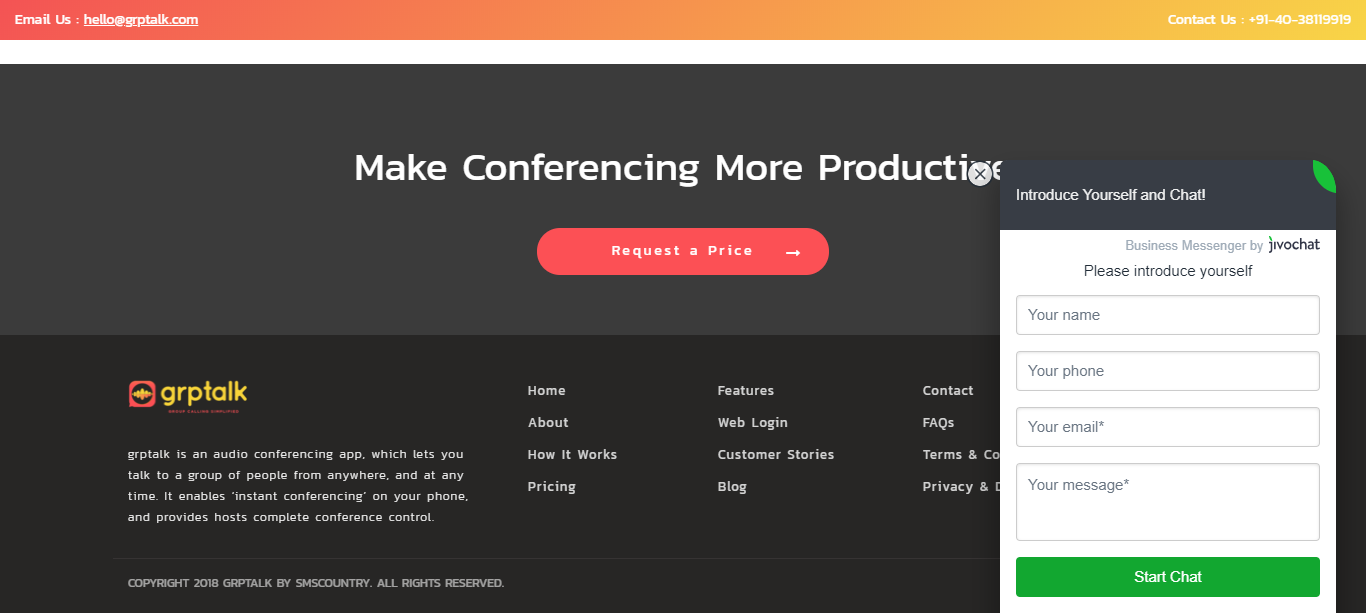 Email Us : hello@grptalk.com
Contact Us : +91-40-38119919
Make Conferencing More Productive
Request a Price
grptalk
GROUP CALLING SIMPLIFIED
grptalk is an audio conferencing app, which lets you
talk to a group of people from anywhere, and at any
time. It enables 'instant conferencing' on your phone,
and provides hosts complete conference control.
Home
About
How It Works
Pricing
Features
Web Login
Customer Stories
Blog
Contact
FAQs
Terms & Co
Privacy &
COPYRIGHT 2018 GRPTALK BY SMSCOUNTRY. ALL RIGHTS RESERVED.
Introduce Yourself and Chat!
Business Messenger by jivochat
Please introduce yourself
Your name
Your phone
Your email*
Your message*
Start Chat